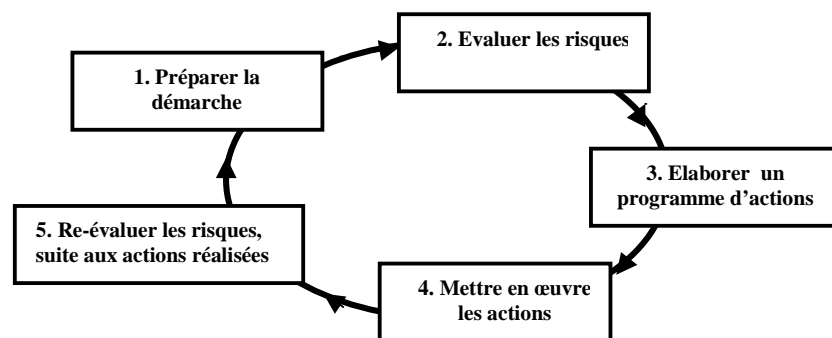 1. Préparer la
démarche
2. Evaluer les risques
3. Elaborer un
programme d’actions
4. Mettre en œuvre
les actions
5. Re-évaluer les risques,
suite aux actions réalisées